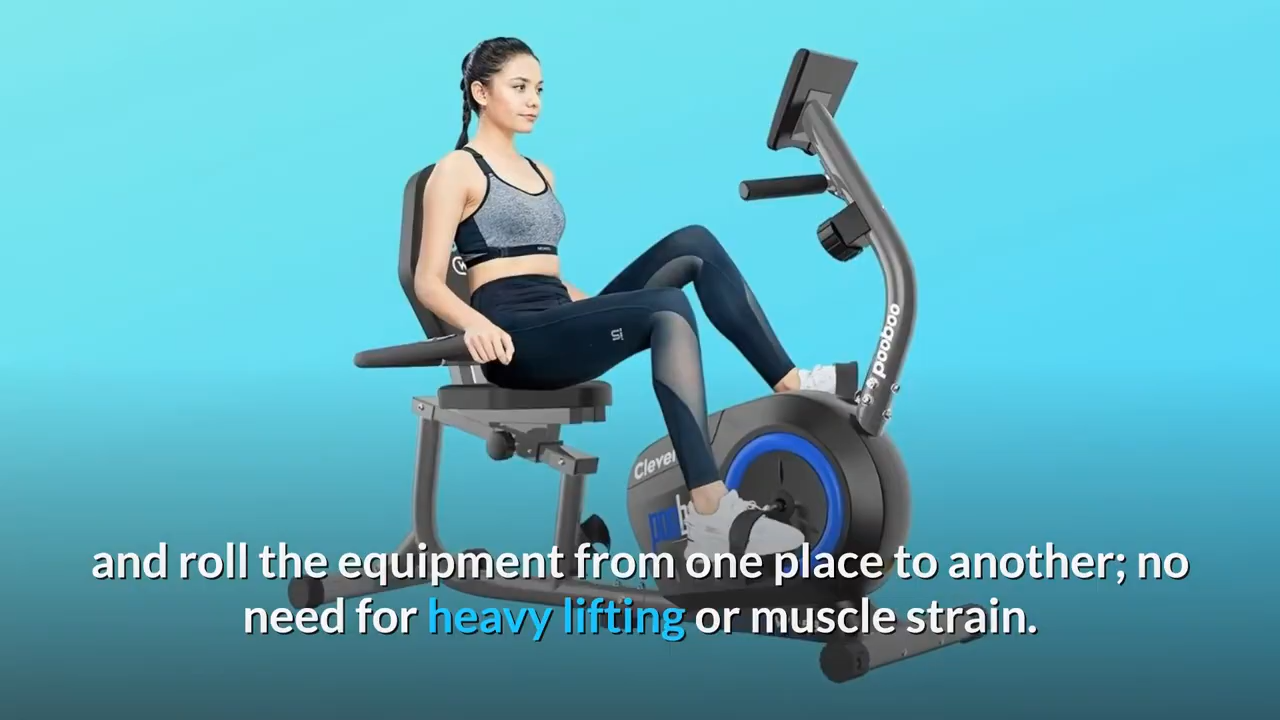 pooboo
Clever
and roll the equipment from one place to another; no
need for heavy lifting or muscle strain.